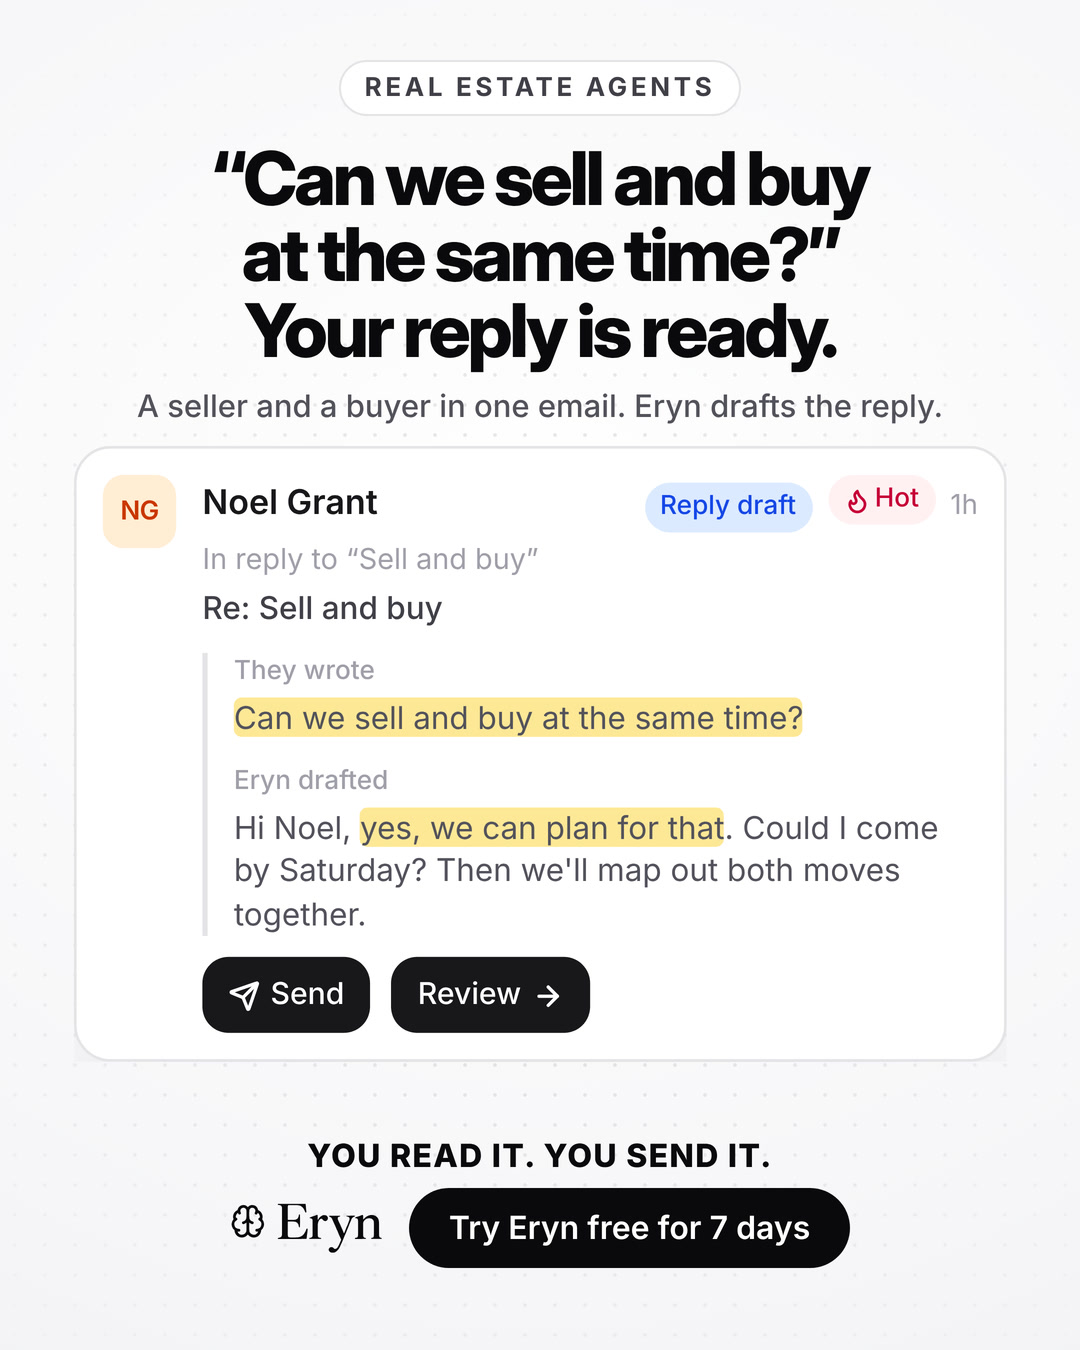 REAL ESTATE AGENTS
“Can we sell and buy
at the same time?”
Your reply is ready.
A seller and a buyer in one email. Eryn drafts the reply.
NG
Noel Grant
Reply draft
Hot
1h
In reply to “Sell and buy”
Re: Sell and buy
They wrote
Can we sell and buy at the same time?
Eryn drafted
Hi Noel, yes, we can plan for that. Could I come
by Saturday? Then we'll map out both moves
together.
Send
Review
YOU READ IT. YOU SEND IT.
Eryn
Try Eryn free for 7 days